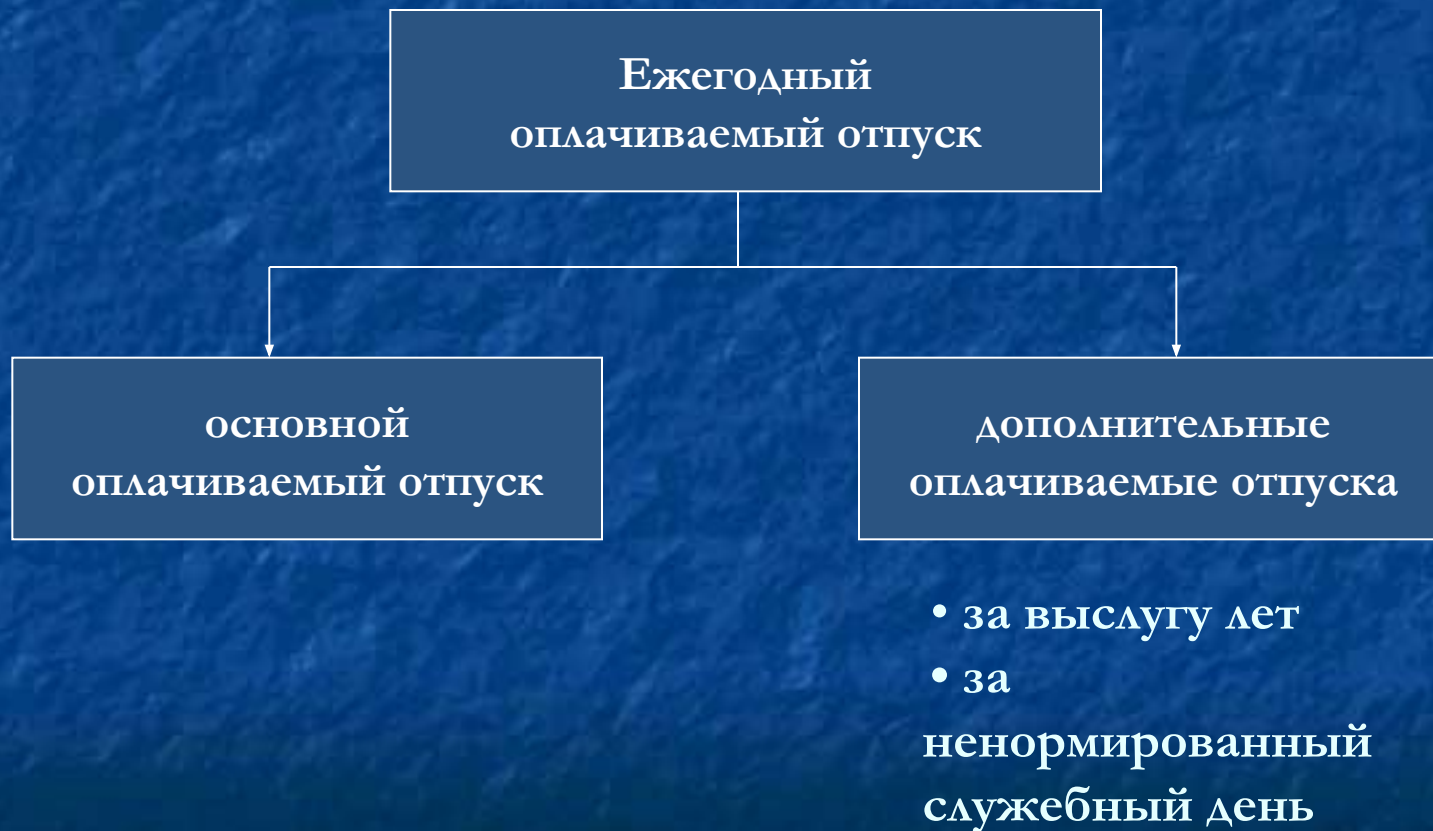 Ежегодный
оплачиваемый отпуск
основной
оплачиваемый отпуск
дополнительные
оплачиваемые отпуска
• за выслугу лет
• за
ненормированный
служебный день